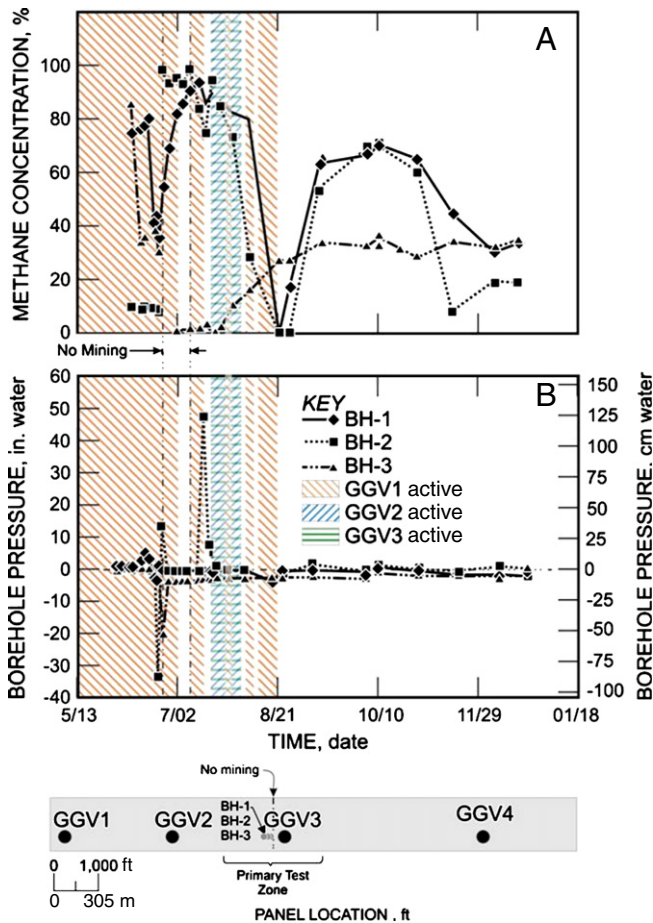 METHANE CONCENTRATION, %
100
80
60
40
20
0
A
No Mining
BOREHOLE PRESSURE, in. water
60
50
40
30
20
10
0
-10
-20
-30
-40
B
KEY
BH-1
BH-2
BH-3
GGV1 active
GGV2 active
GGV3 active
150
125
100
75
50
25
0
-25
-50
-75
-100
BOREHOLE PRESSURE, cm water
5/13 7/02 8/21 10/10 11/29 01/18
TIME, date
No mining
GGV1 GGV2 BH-1 BH-2 BH-3 GGV3 GGV4
0 1,000 ft
0 305 m
Primary Test
Zone
PANEL LOCATION , ft